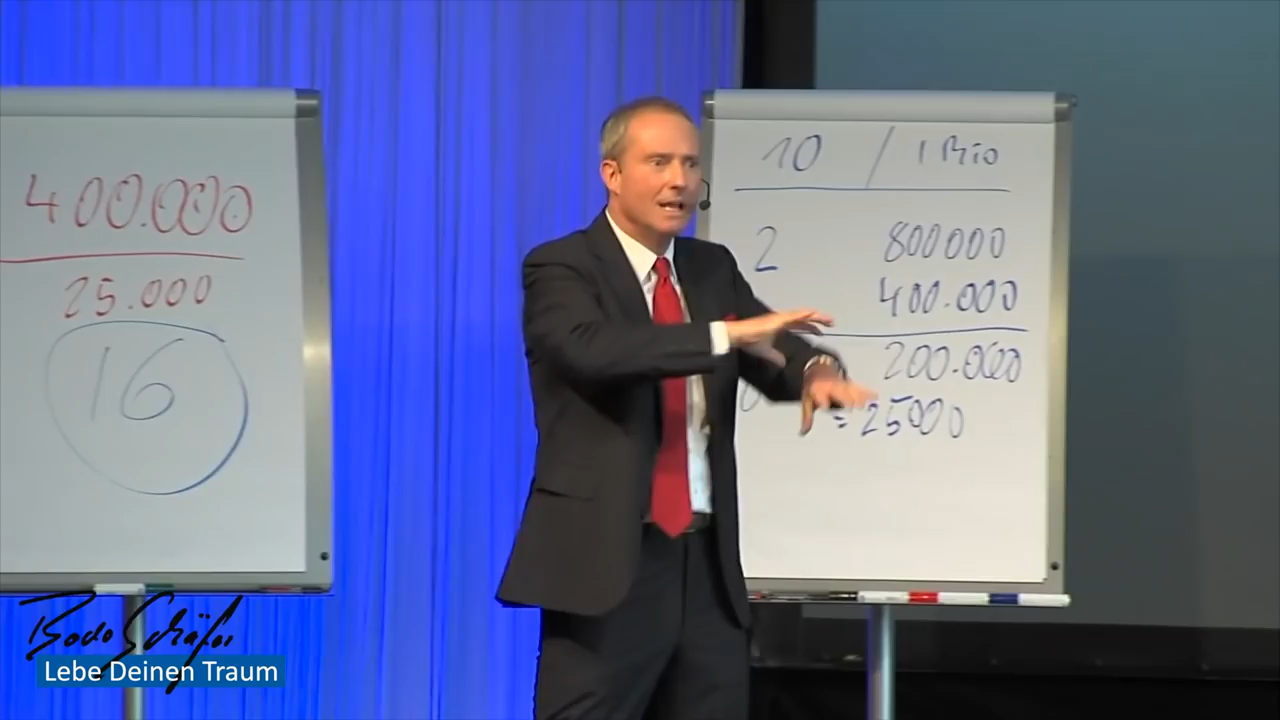 400.000
25.000
16
10 / 1 Mio
2 800000
400.000
200.000
= 25000
Bodo Schäfer
Lebe Deinen Traum